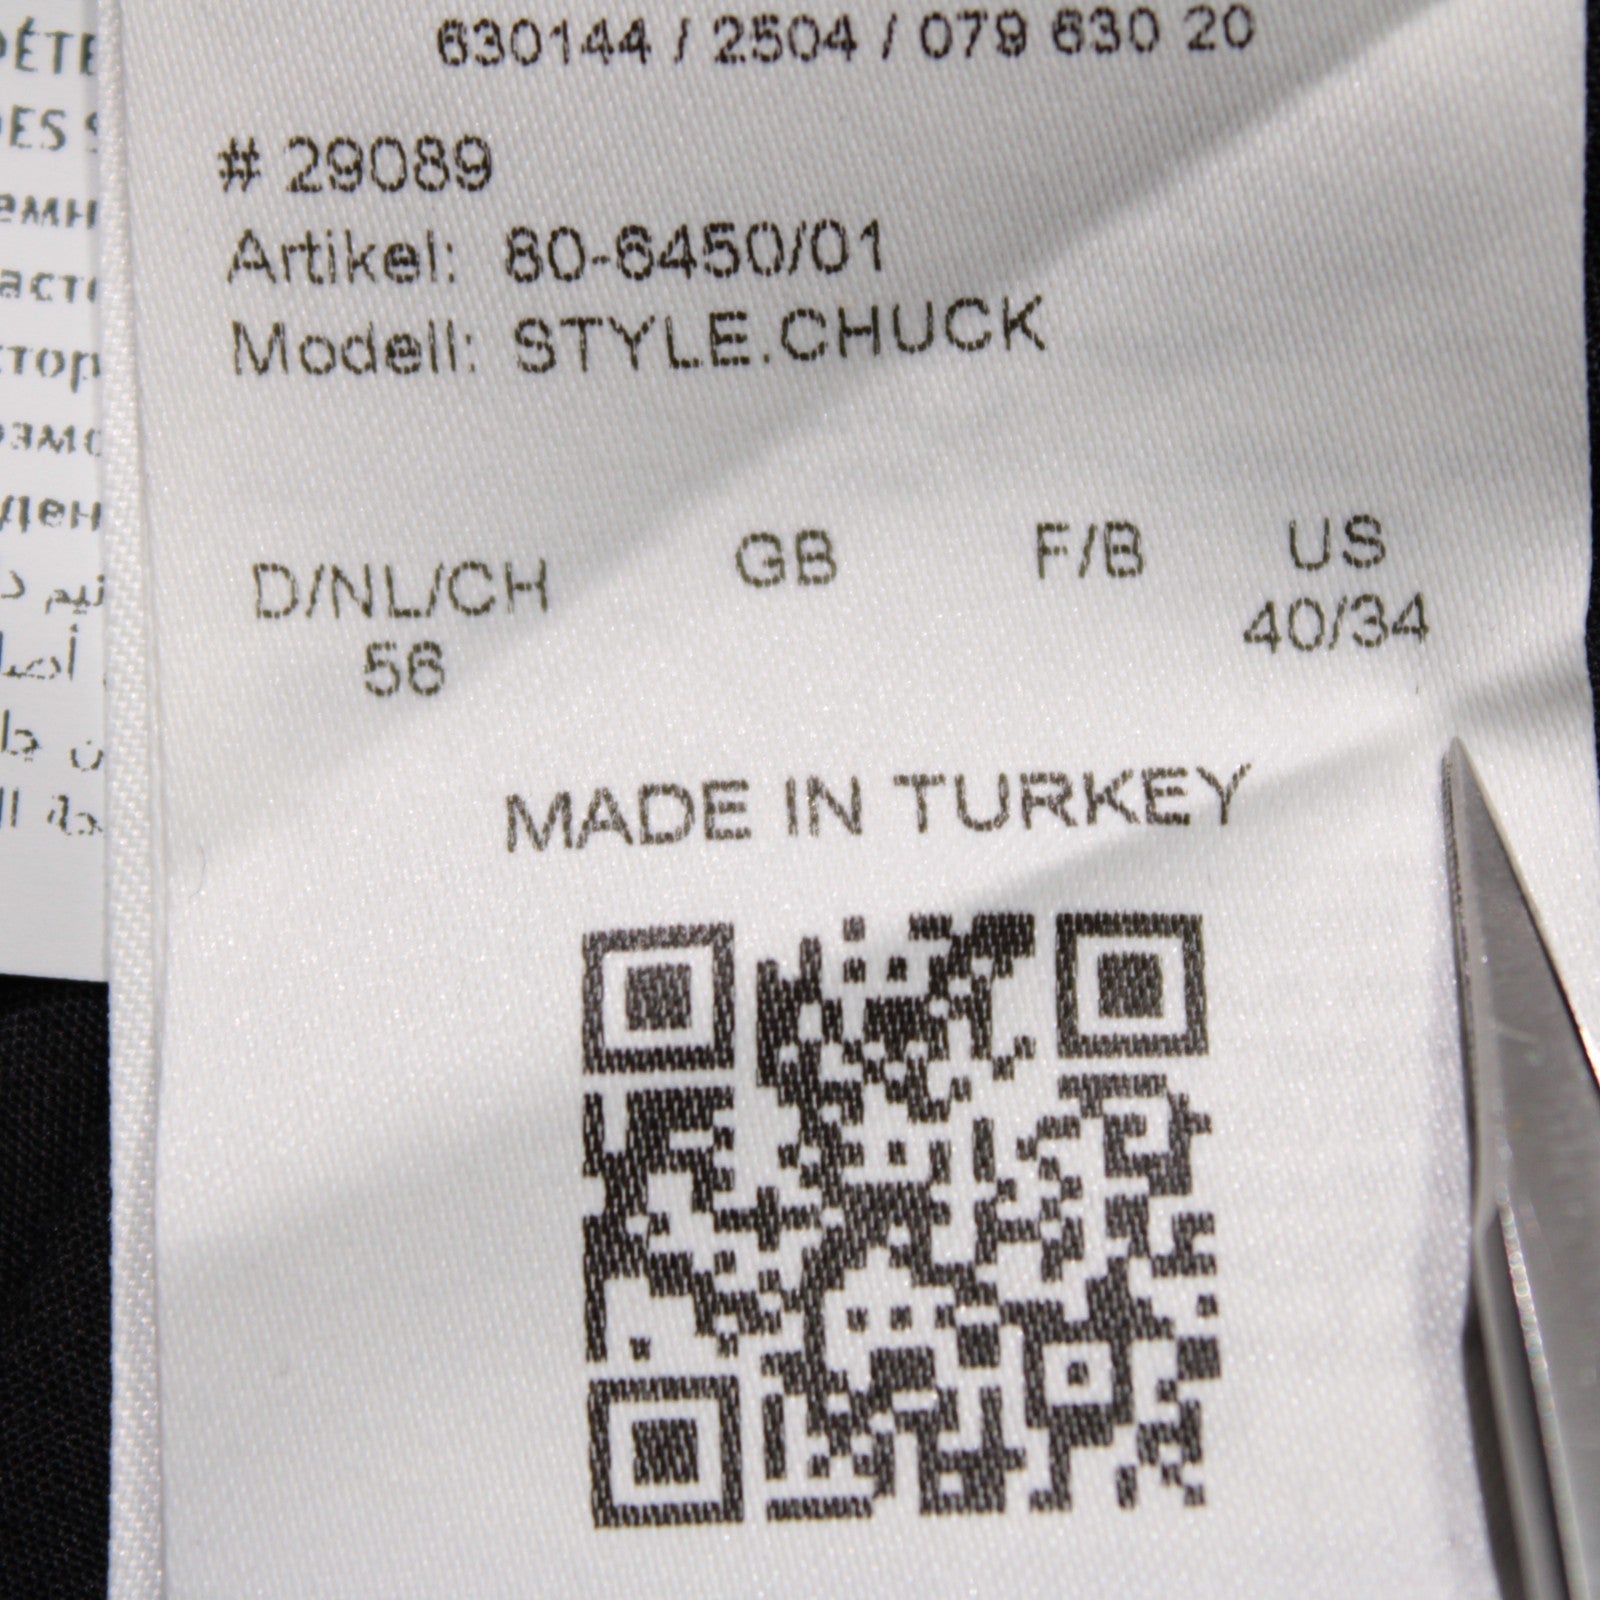 630144 / 2504 / 079 630 20
# 29089
Artikel: 80-6450/01
Modell: STYLE.CHUCK
D/NL/CH GB F/B US
56 40/34
MADE IN TURKEY